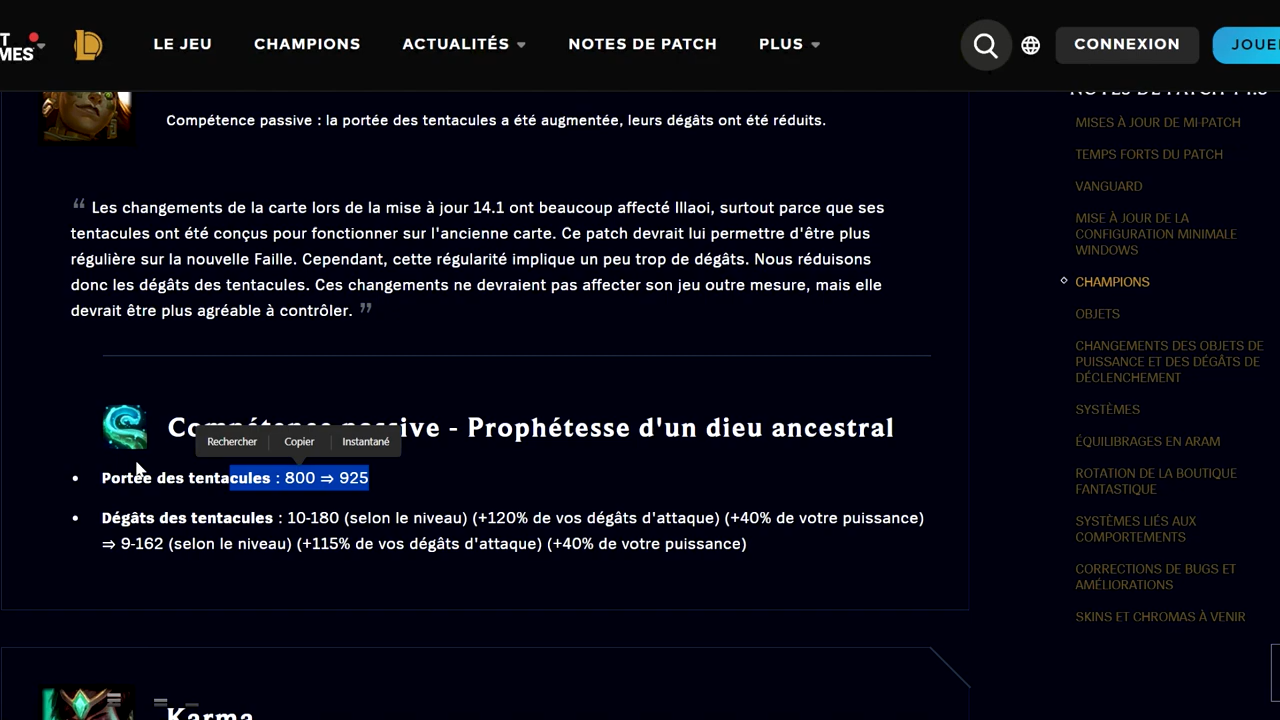 LE JEU
CHAMPIONS
ACTUALITÉS
NOTES DE PATCH
PLUS
CONNEXION
Compétence passive : la portée des tentacules a été augmentée, leurs dégâts ont été réduits.
“ Les changements de la carte lors de la mise à jour 14.1 ont beaucoup affecté Illaoi, surtout parce que ses
tentacules ont été conçus pour fonctionner sur l'ancienne carte. Ce patch devrait lui permettre d'être plus
régulière sur la nouvelle Faille. Cependant, cette régularité implique un peu trop de dégâts. Nous réduisons
donc les dégâts des tentacules. Ces changements ne devraient pas affecter son jeu outre mesure, mais elle
devrait être plus agréable à contrôler. ”
Compétence passive - Prophétesse d'un dieu ancestral
Rechercher
Copier
Instantané
• Portée des tentacules : 800 ⇒ 925
• Dégâts des tentacules : 10-180 (selon le niveau) (+120% de vos dégâts d'attaque) (+40% de votre puissance)
⇒ 9-162 (selon le niveau) (+115% de vos dégâts d'attaque) (+40% de votre puissance)
Karma
NOTES DE PATCH
MISES À JOUR DE MI-PATCH
TEMPS FORTS DU PATCH
VANGUARD
MISE À JOUR DE LA
CONFIGURATION MINIMALE
WINDOWS
CHAMPIONS
OBJETS
CHANGEMENTS DES OBJETS DE
PUISSANCE ET DES DÉGÂTS DE
DÉCLENCHEMENT
SYSTÈMES
ÉQUILIBRAGES EN ARAM
ROTATION DE LA BOUTIQUE
FANTASTIQUE
SYSTÈMES LIÉS AUX
COMPORTEMENTS
CORRECTIONS DE BUGS ET
AMÉLIORATIONS
SKINS ET CHROMAS À VENIR